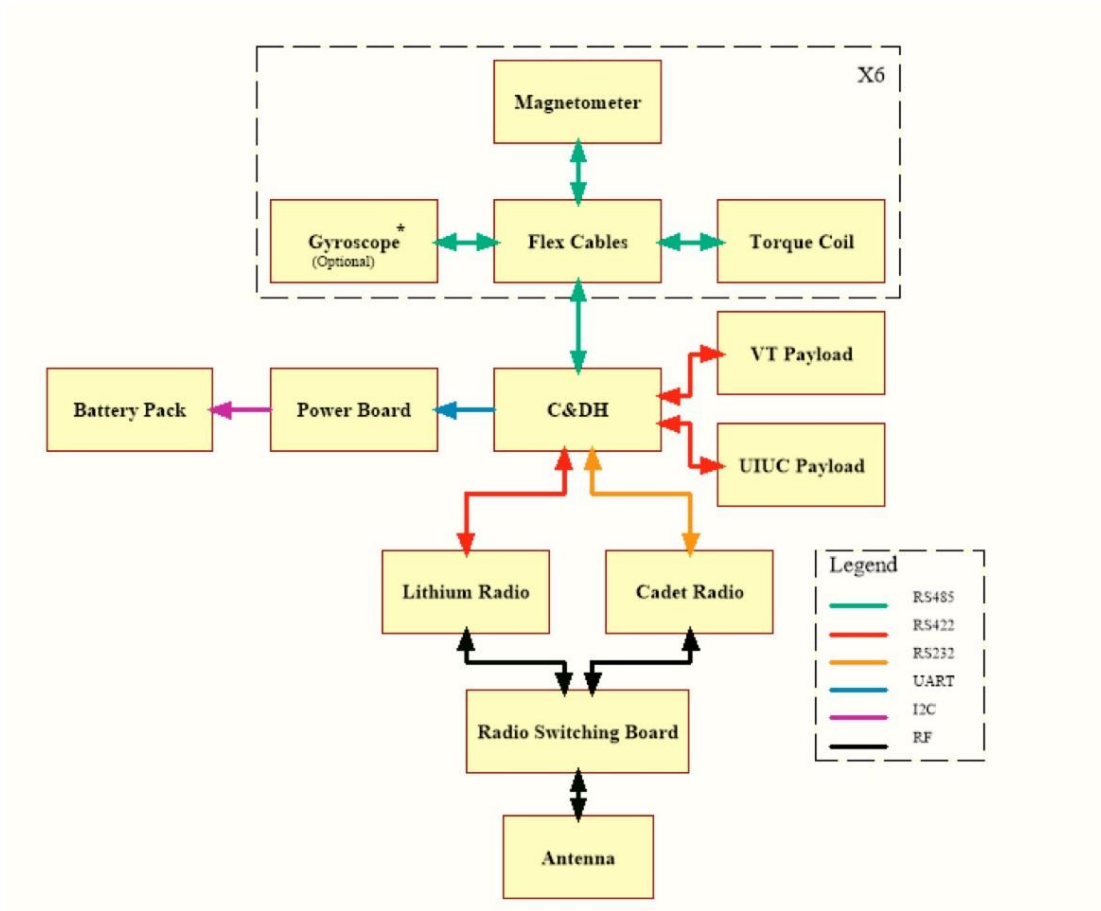 X6
Magnetometer
Gyroscope*
(Optional)
Flex Cables
Torque Coil
VT Payload
Battery Pack
Power Board
C&DH
UIUC Payload
Lithium Radio
Cadet Radio
Legend
RS485
RS422
RS232
UART
I2C
RF
Radio Switching Board
Antenna